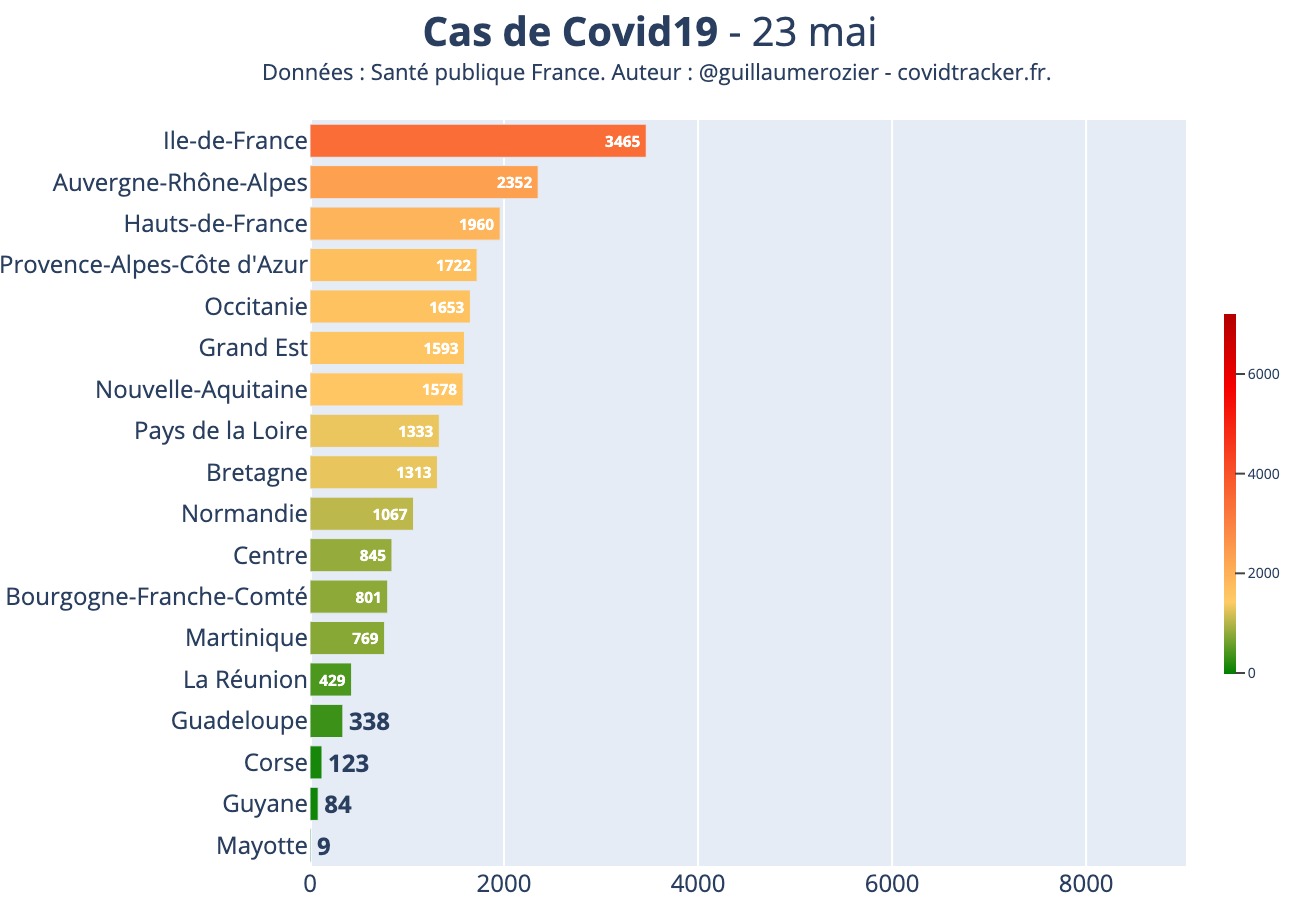 Cas de Covid19 - 23 mai
Données : Santé publique France. Auteur : @guillaumerozier - covidtracker.fr.
Ile-de-France 3465
Auvergne-Rhône-Alpes 2352
Hauts-de-France 1960
Provence-Alpes-Côte d'Azur 1722
Occitanie 1653
Grand Est 1593
Nouvelle-Aquitaine 1578
Pays de la Loire 1333
Bretagne 1313
Normandie 1067
Centre 845
Bourgogne-Franche-Comté 801
Martinique 769
La Réunion 429
Guadeloupe 338
Corse 123
Guyane 84
Mayotte 9
0 2000 4000 6000 8000
6000
4000
2000
0